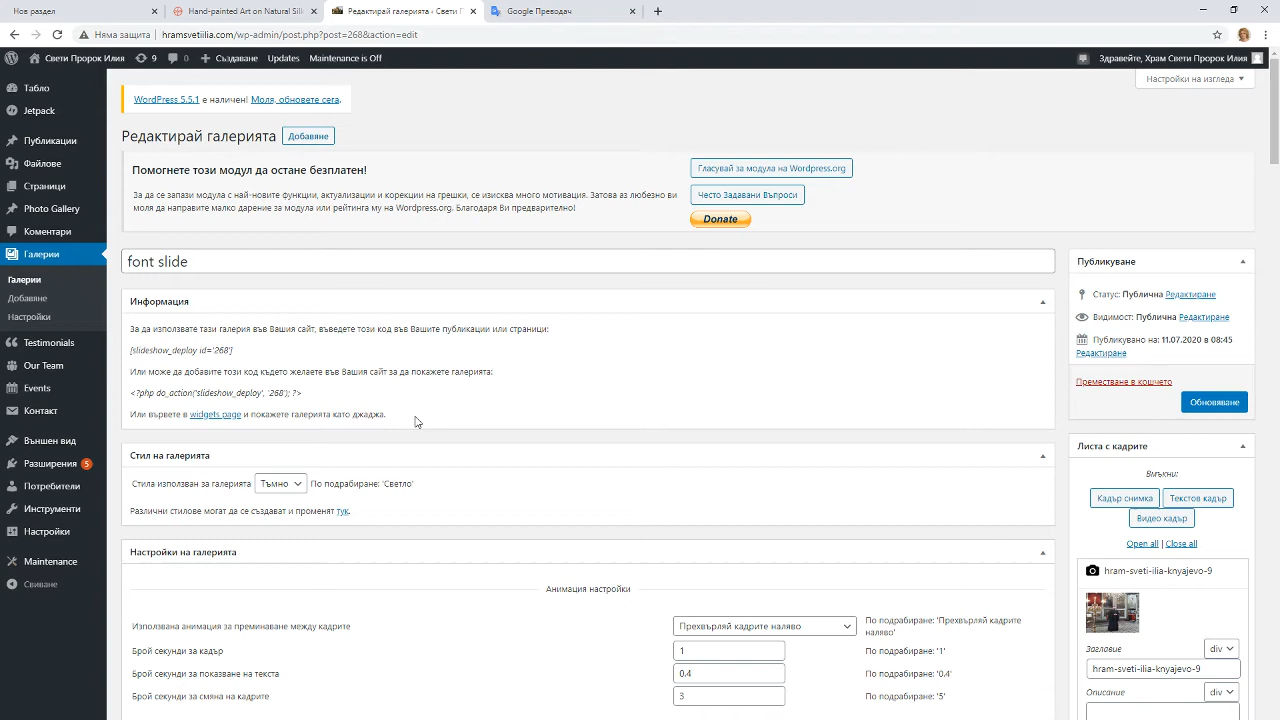 Нов раздел
Hand-painted Art on Natural Silk
Редактирай галерията ‹ Свети П
Google Преводач
Няма защита | hramsvetiilia.com/wp-admin/post.php?post=268&action=edit
Свети Пророк Илия 9 0 Създаване Updates Maintenance is Off Здравейте, Храм Свети Пророк Илия
Настройки на изгледа
Табло
Jetpack
Публикации
Файлове
Страници
Photo Gallery
Коментари
Галерии
Галерии
Добавяне
Настройки
Testimonials
Our Team
Events
Контакт
Външен вид
Разширения 5
Потребители
Инструменти
Настройки
Maintenance
Свиване
WordPress 5.5.1 е наличен! Моля, обновете сега.
Редактирай галерията Добавяне
Помогнете този модул да остане безплатен!
За да се запази модула с най-новите функции, актуализации и корекции на грешки, се изисква много мотивация. Затова аз любезно ви
моля да направите малко дарение за модула или рейтинга му на Wordpress.org. Благодаря Ви предварително!
Гласувай за модула на Wordpress.org
Често Задавани Въпроси
Donate
font slide
Информация
За да използвате тази галерия във Вашия сайт, въведете този код във Вашите публикации или страници:
[slideshow_deploy id='268']
Или може да добавите този код където желаете във Вашия сайт за да покажете галерията:
<?php do_action('slideshow_deploy', '268'); ?>
Или вървете в widgets page и покажете галерията като джаджа.
Стил на галерията
Стила използван за галерията Тъмно По подрабиране: 'Светло'
Различни стилове могат да се създават и променят тук.
Настройки на галерията
Анимация настройки
Използвана анимация за преминаване между кадрите Прехвърляй кадрите наляво По подрабиране: 'Прехвърляй кадрите
наляво'
Брой секунди за кадър 1 По подрабиране: '1'
Брой секунди за показване на текста 0.4 По подрабиране: '0.4'
Брой секунди за смяна на кадрите 3 По подрабиране: '5'
Публикуване
Статус: Публична Редактиране
Видимост: Публична Редактиране
Публикувано на: 11.07.2020 в 08:45
Редактиране
Преместване в кошчето
Обновяване
Листа с кадрите
Вмъкни:
Кадър снимка Текстов кадър
Видео кадър
Open all | Close all
hram-sveti-ilia-knyajevo-9
Заглавие div
hram-sveti-ilia-knyajevo-9
Описание div